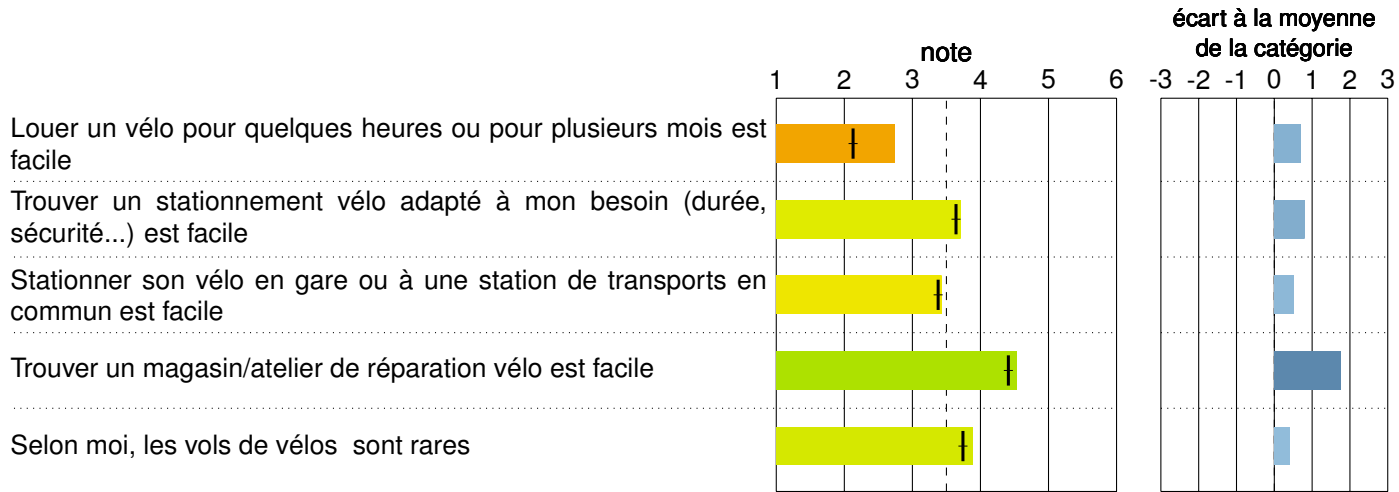 écart à la moyenne
note de la catégorie
1 2 3 4 5 6 -3 -2 -1 0 1 2 3
Louer un vélo pour quelques heures ou pour plusieurs mois est
facile
Trouver un stationnement vélo adapté à mon besoin (durée,
sécurité...) est facile
Stationner son vélo en gare ou à une station de transports en
commun est facile
Trouver un magasin/atelier de réparation vélo est facile
Selon moi, les vols de vélos sont rares